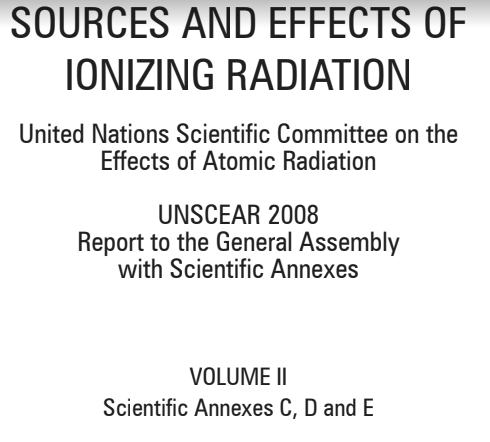 SOURCES AND EFFECTS OF
IONIZING RADIATION
United Nations Scientific Committee on the
Effects of Atomic Radiation
UNSCEAR 2008
Report to the General Assembly
with Scientific Annexes
VOLUME II
Scientific Annexes C, D and E